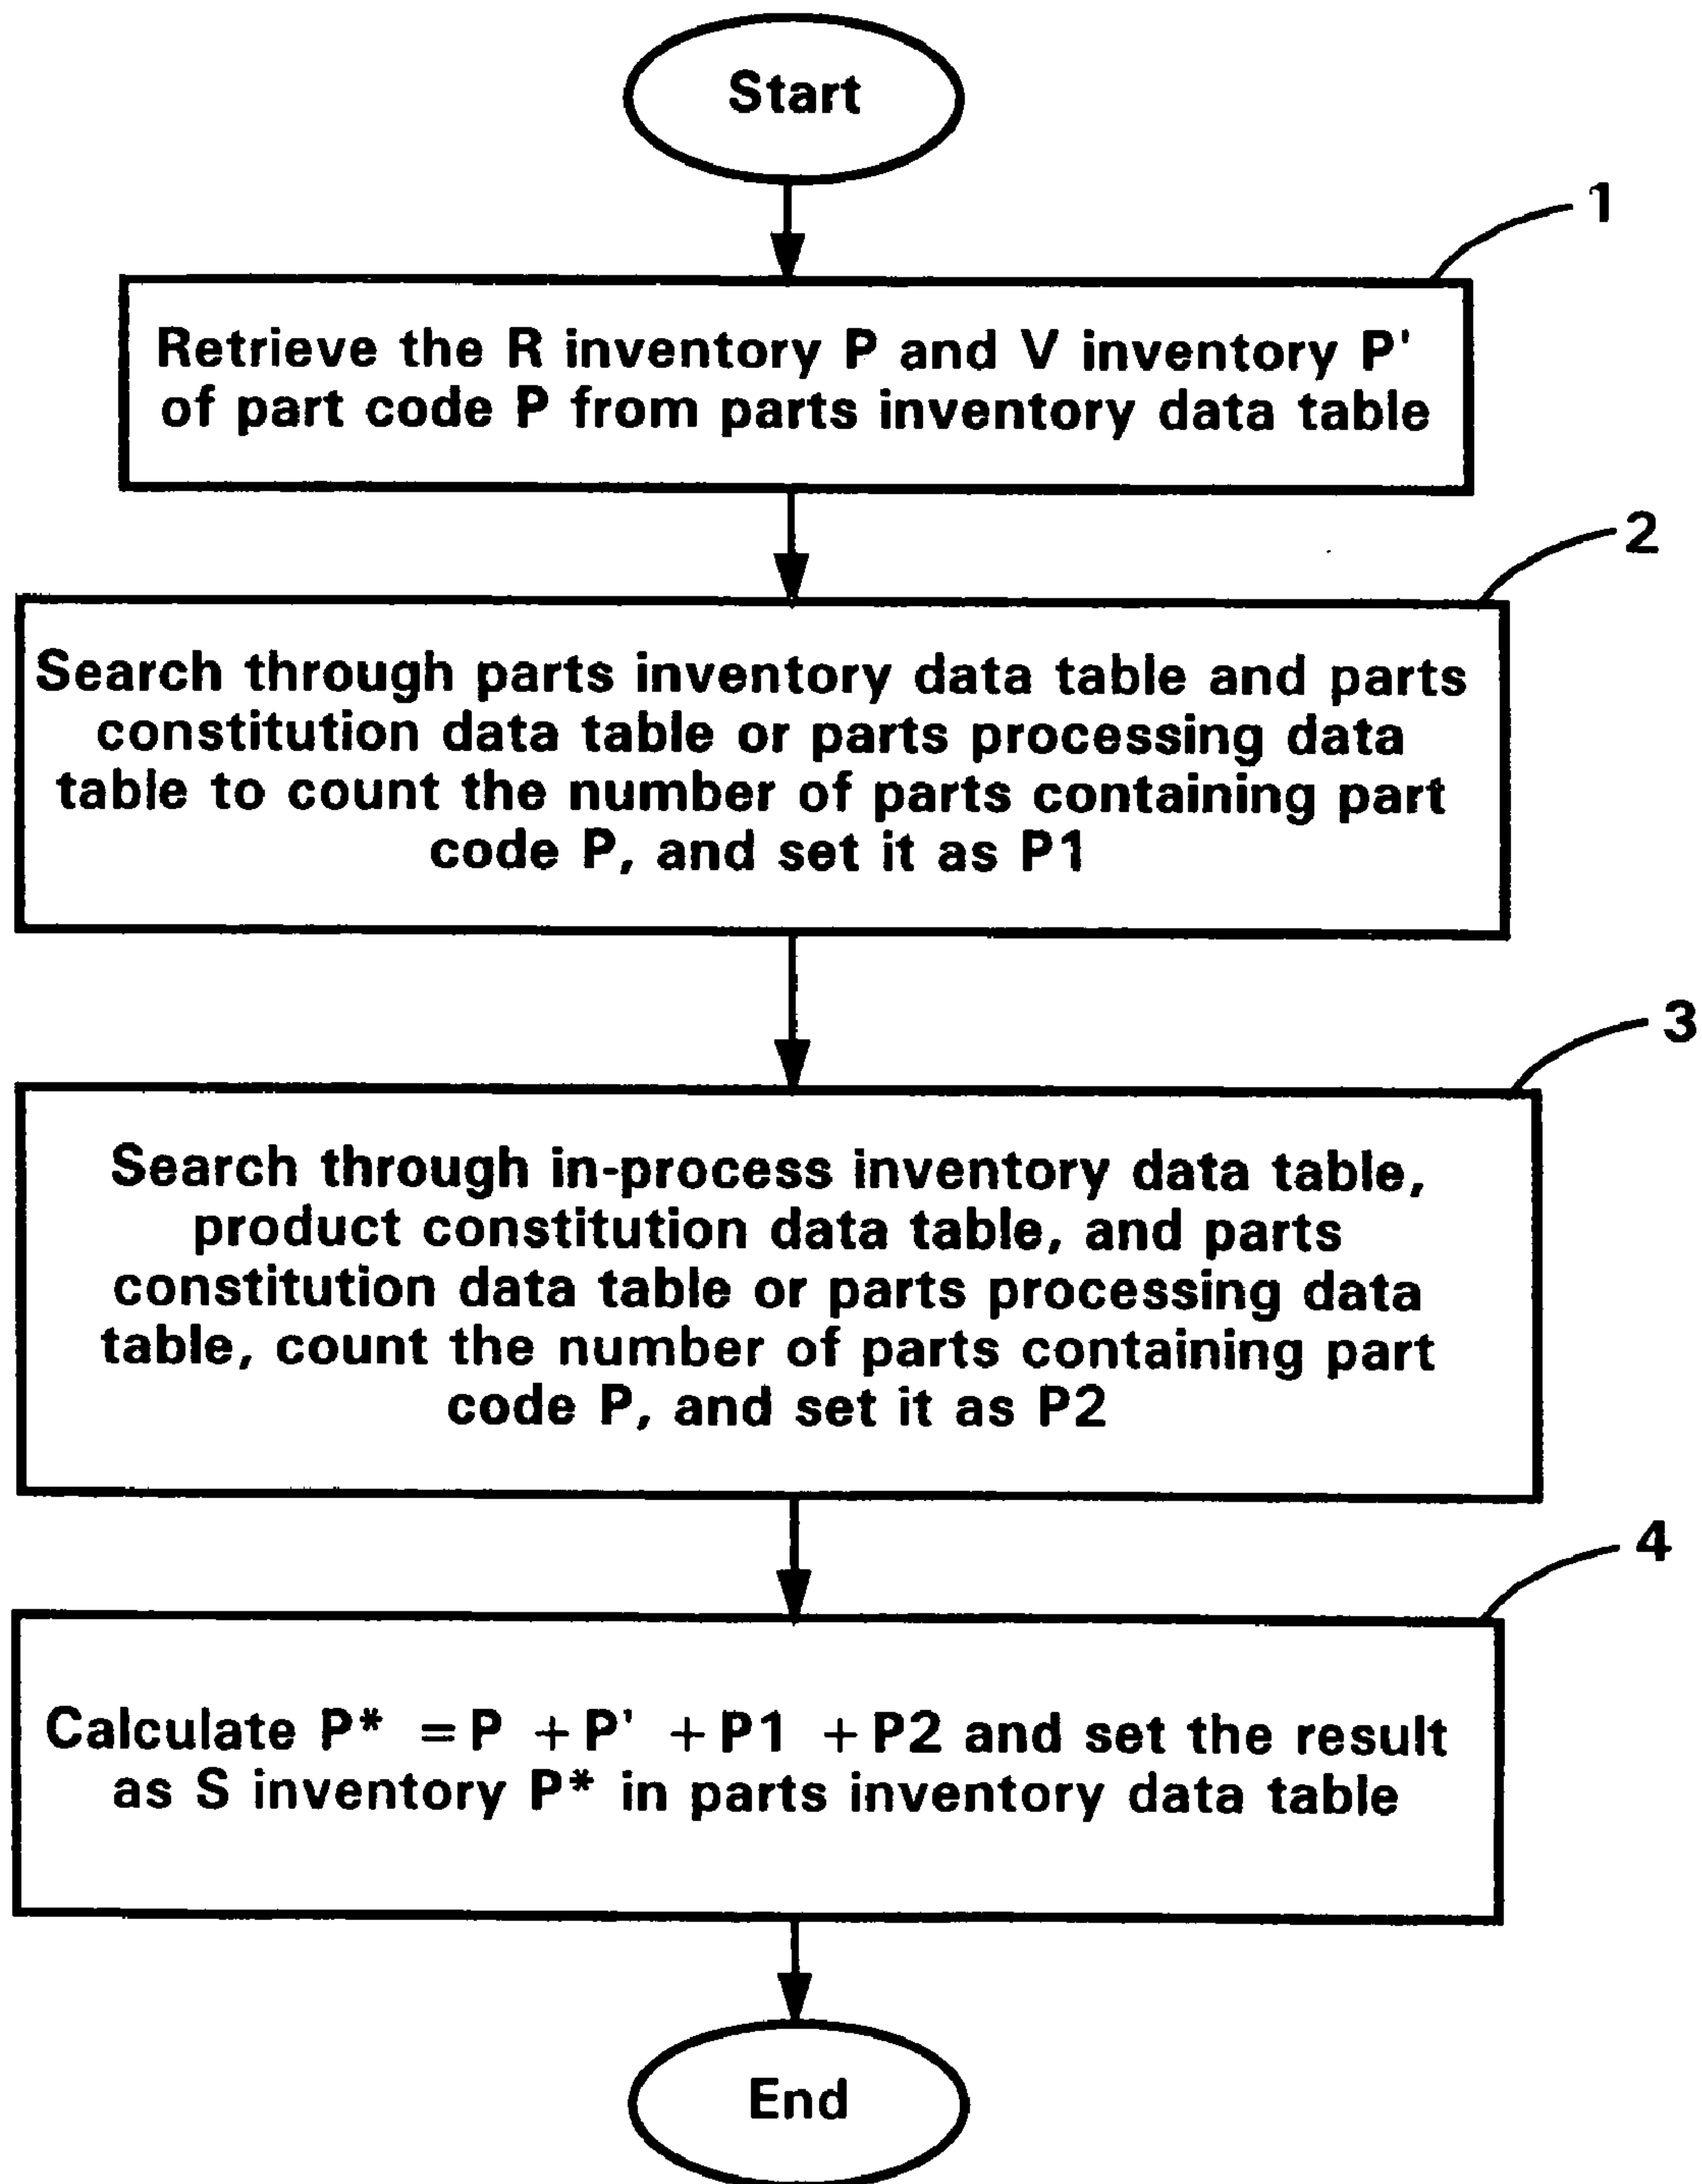 Start
1
Retrieve the R inventory P and V inventory P'
of part code P from parts inventory data table
2
Search through parts inventory data table and parts
constitution data table or parts processing data
table to count the number of parts containing part
code P, and set it as P1
3
Search through in-process inventory data table,
product constitution data table, and parts
constitution data table or parts processing data
table, count the number of parts containing part
code P, and set it as P2
4
Calculate P* = P + P' + P1 + P2 and set the result
as S inventory P* in parts inventory data table
End